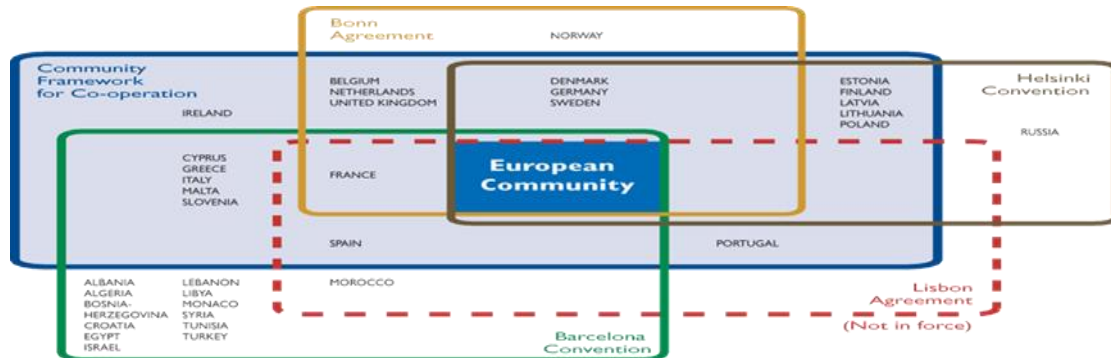 Bonn
Agreement
NORWAY
Community
Framework
for Co-operation
BELGIUM
NETHERLANDS
UNITED KINGDOM
DENMARK
GERMANY
SWEDEN
ESTONIA
FINLAND
LATVIA
LITHUANIA
POLAND
Helsinki
Convention
IRELAND
RUSSIA
CYPRUS
GREECE
ITALY
MALTA
SLOVENIA
FRANCE
European
Community
SPAIN
PORTUGAL
ALBANIA
ALGERIA
BOSNIA-
HERZEGOVINA
CROATIA
EGYPT
ISRAEL
LEBANON
LIBYA
MONACO
SYRIA
TUNISIA
TURKEY
MOROCCO
Lisbon
Agreement
(Not in force)
Barcelona
Convention